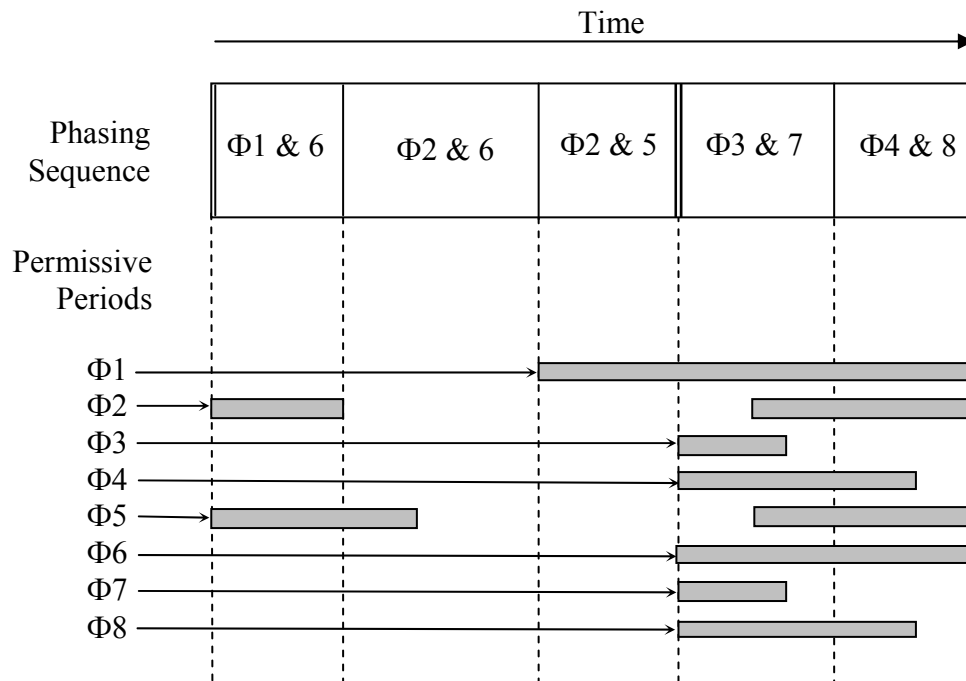 Time
Phasing
Sequence
Φ1 & 6
Φ2 & 6
Φ2 & 5
Φ3 & 7
Φ4 & 8
Permissive
Periods
Φ1
Φ2
Φ3
Φ4
Φ5
Φ6
Φ7
Φ8